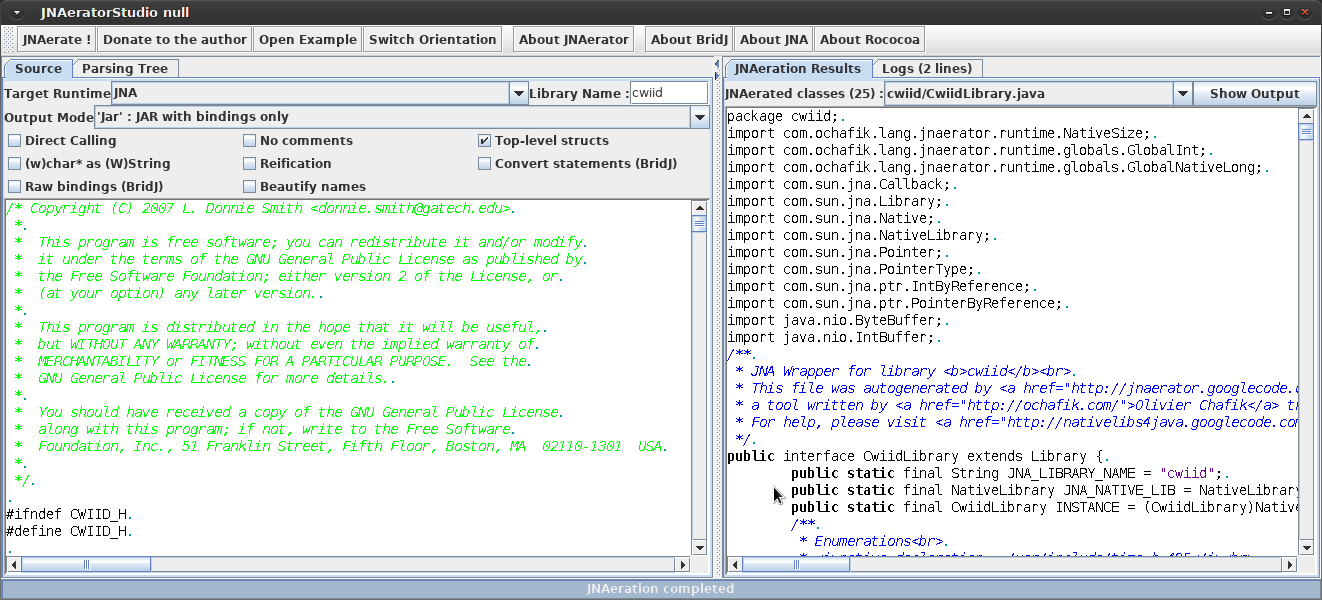 JNAeratorStudio null
JNAerate ! Donate to the author Open Example Switch Orientation About JNAerator About BridJ About JNA About Rococoa
Source Parsing Tree
Target Runtime JNA Library Name : cwiid
Output Mode 'Jar' : JAR with bindings only
Direct Calling No comments Top-level structs
(w)char* as (W)String Reification Convert statements (BridJ)
Raw bindings (BridJ) Beautify names
/* Copyright (C) 2007 L. Donnie Smith <donnie.smith@gatech.edu>.
*.
*  This program is free software; you can redistribute it and/or modify.
*  it under the terms of the GNU General Public License as published by.
*  the Free Software Foundation; either version 2 of the License, or.
*  (at your option) any later version..
*.
*  This program is distributed in the hope that it will be useful,.
*  but WITHOUT ANY WARRANTY; without even the implied warranty of.
*  MERCHANTABILITY or FITNESS FOR A PARTICULAR PURPOSE.  See the.
*  GNU General Public License for more details..
*.
*  You should have received a copy of the GNU General Public License.
*  along with this program; if not, write to the Free Software.
*  Foundation, Inc., 51 Franklin Street, Fifth Floor, Boston, MA  02110-1301  USA.
*.
*/.
.
#ifndef CWIID_H.
#define CWIID_H.
.
JNAeration Results Logs (2 lines)
JNAerated classes (25) : cwiid/CwiidLibrary.java Show Output
package cwiid;.
import com.ochafik.lang.jnaerator.runtime.NativeSize;.
import com.ochafik.lang.jnaerator.runtime.globals.GlobalInt;.
import com.ochafik.lang.jnaerator.runtime.globals.GlobalNativeLong;.
import com.sun.jna.Callback;.
import com.sun.jna.Library;.
import com.sun.jna.Native;.
import com.sun.jna.NativeLibrary;.
import com.sun.jna.Pointer;.
import com.sun.jna.PointerType;.
import com.sun.jna.ptr.IntByReference;.
import com.sun.jna.ptr.PointerByReference;.
import java.nio.ByteBuffer;.
import java.nio.IntBuffer;.
/**.
* JNA Wrapper for library <b>cwiid</b><br>.
* This file was autogenerated by <a href="http://jnaerator.googlecode.
* a tool written by <a href="http://ochafik.com/">Olivier Chafik</a>
* For help, please visit <a href="http://nativelibs4java.googlecode.
*/.
public interface CwiidLibrary extends Library {.
public static final String JNA_LIBRARY_NAME = "cwiid";.
public static final NativeLibrary JNA_NATIVE_LIB = NativeLibrary
public static final CwiidLibrary INSTANCE = (CwiidLibrary)Native
/**.
* Enumerations<br>.
JNAeration completed